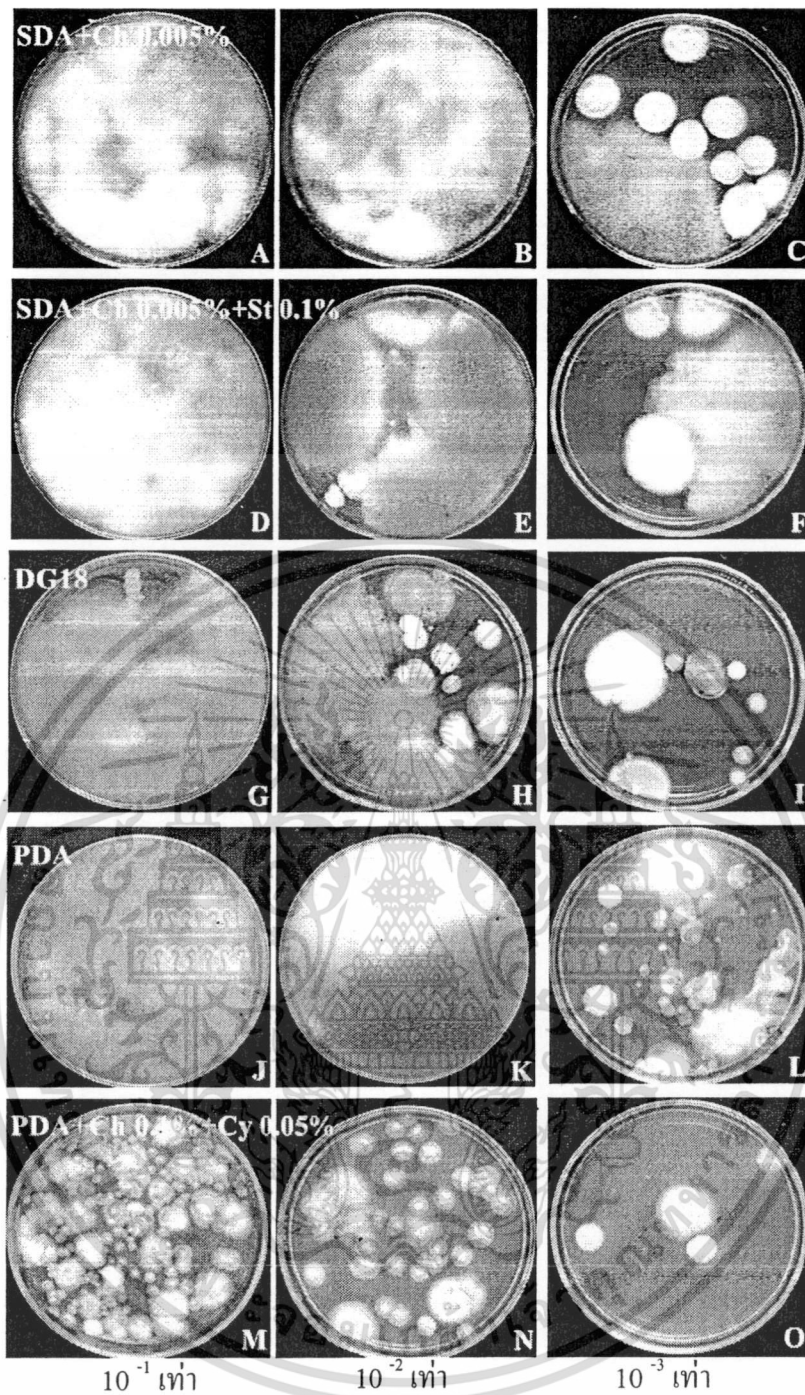 SDA+Ch 0.005%
A B C
SDA+Ch 0.005%+St 0.1%
D E F
DG18
G H I
PDA
J K L
PDA+Ch 0.1%+Cy 0.05%
M N O
10⁻¹ เท่า 10⁻² เท่า 10⁻³ เท่า